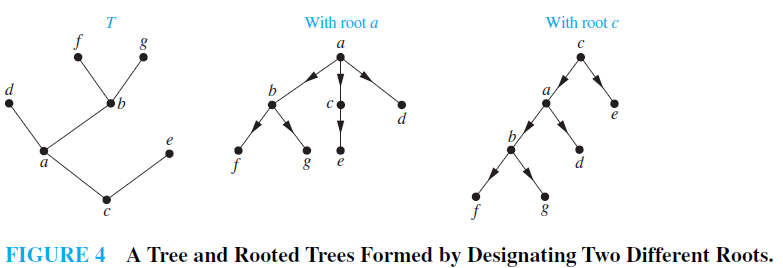 T
f g
d b
a e
c
With root a
a
b c d
f g e
With root c
c
a e
b d
f g
FIGURE 4 A Tree and Rooted Trees Formed by Designating Two Different Roots.